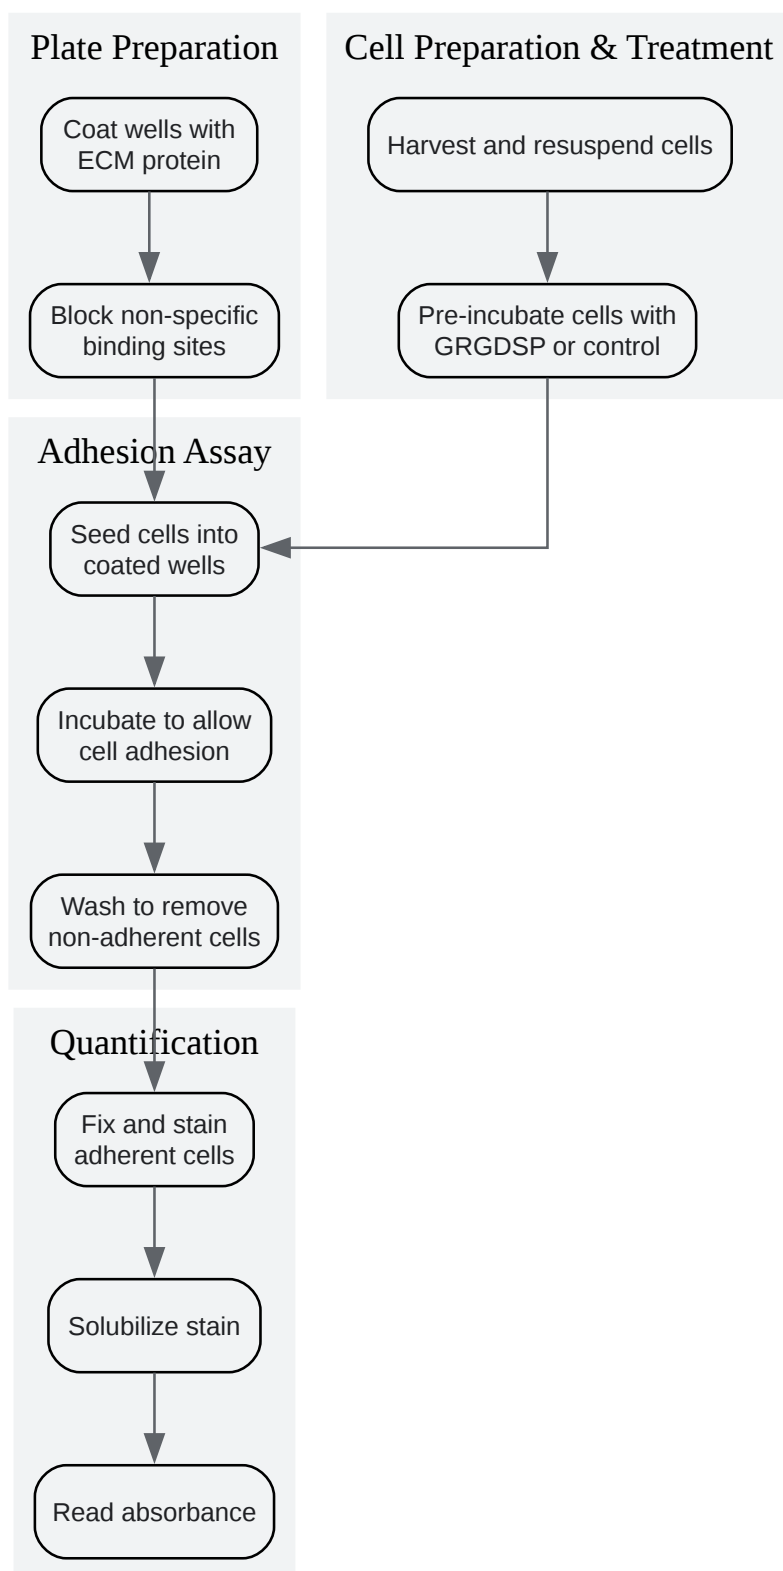 Plate Preparation
Coat wells with
ECM protein
Block non-specific
binding sites
Cell Preparation & Treatment
Harvest and resuspend cells
Pre-incubate cells with
GRGDSP or control
Adhesion Assay
Seed cells into
coated wells
Incubate to allow
cell adhesion
Wash to remove
non-adherent cells
Quantification
Fix and stain
adherent cells
Solubilize stain
Read absorbance